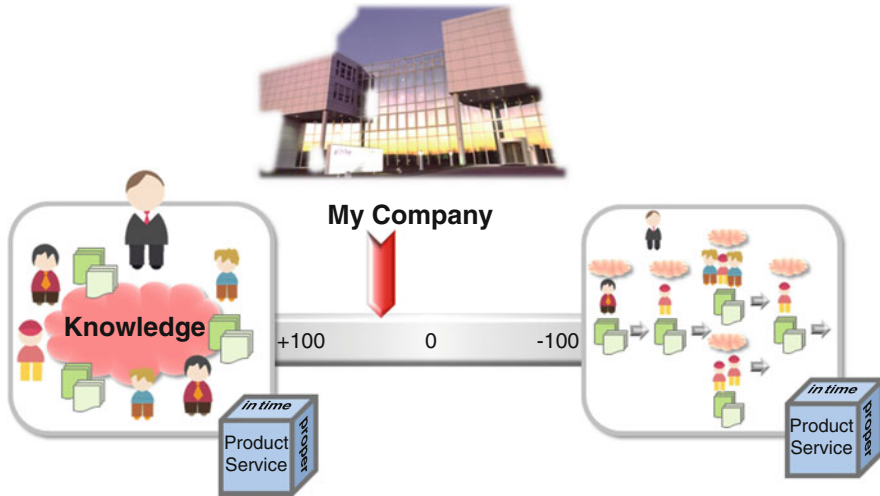 My Company
Knowledge
+100 0 -100
in time
Product
Service
proper
in time
Product
Service
proper